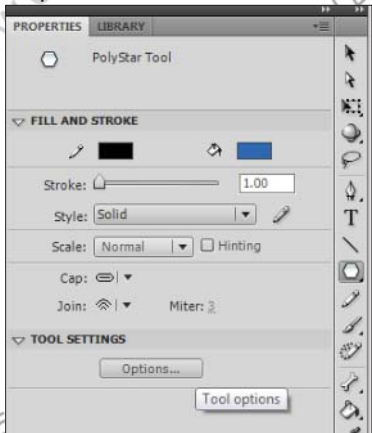 PROPERTIES LIBRARY
PolyStar Tool
FILL AND STROKE
Stroke: 1.00
Style: Solid
Scale: Normal Hinting
Cap:
Join: Miter: 3
TOOL SETTINGS
Options...
Tool options
T